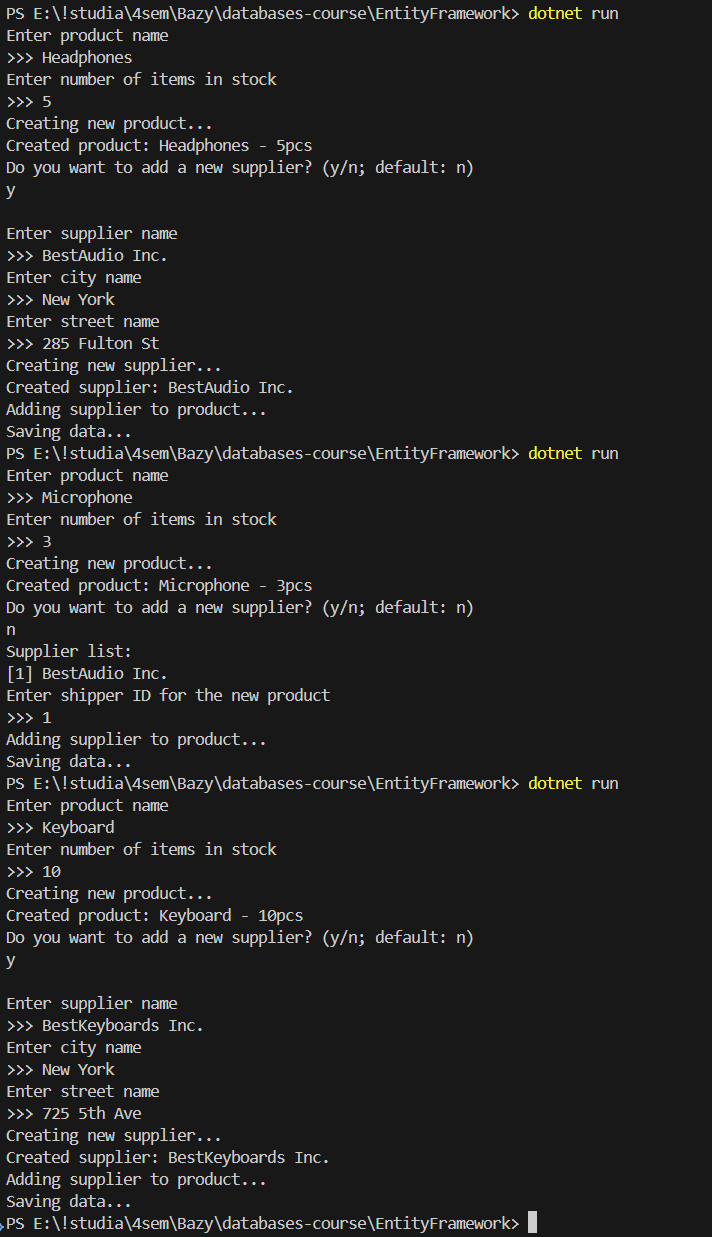 PS E:\!studia\4sem\Bazy\databases-course\EntityFramework> dotnet run
Enter product name
>>> Headphones
Enter number of items in stock
>>> 5
Creating new product...
Created product: Headphones - 5pcs
Do you want to add a new supplier? (y/n; default: n)
y
Enter supplier name
>>> BestAudio Inc.
Enter city name
>>> New York
Enter street name
>>> 285 Fulton St
Creating new supplier...
Created supplier: BestAudio Inc.
Adding supplier to product...
Saving data...
PS E:\!studia\4sem\Bazy\databases-course\EntityFramework> dotnet run
Enter product name
>>> Microphone
Enter number of items in stock
>>> 3
Creating new product...
Created product: Microphone - 3pcs
Do you want to add a new supplier? (y/n; default: n)
n
Supplier list:
[1] BestAudio Inc.
Enter shipper ID for the new product
>>> 1
Adding supplier to product...
Saving data...
PS E:\!studia\4sem\Bazy\databases-course\EntityFramework> dotnet run
Enter product name
>>> Keyboard
Enter number of items in stock
>>> 10
Creating new product...
Created product: Keyboard - 10pcs
Do you want to add a new supplier? (y/n; default: n)
y
Enter supplier name
>>> BestKeyboards Inc.
Enter city name
>>> New York
Enter street name
>>> 725 5th Ave
Creating new supplier...
Created supplier: BestKeyboards Inc.
Adding supplier to product...
Saving data...
PS E:\!studia\4sem\Bazy\databases-course\EntityFramework>